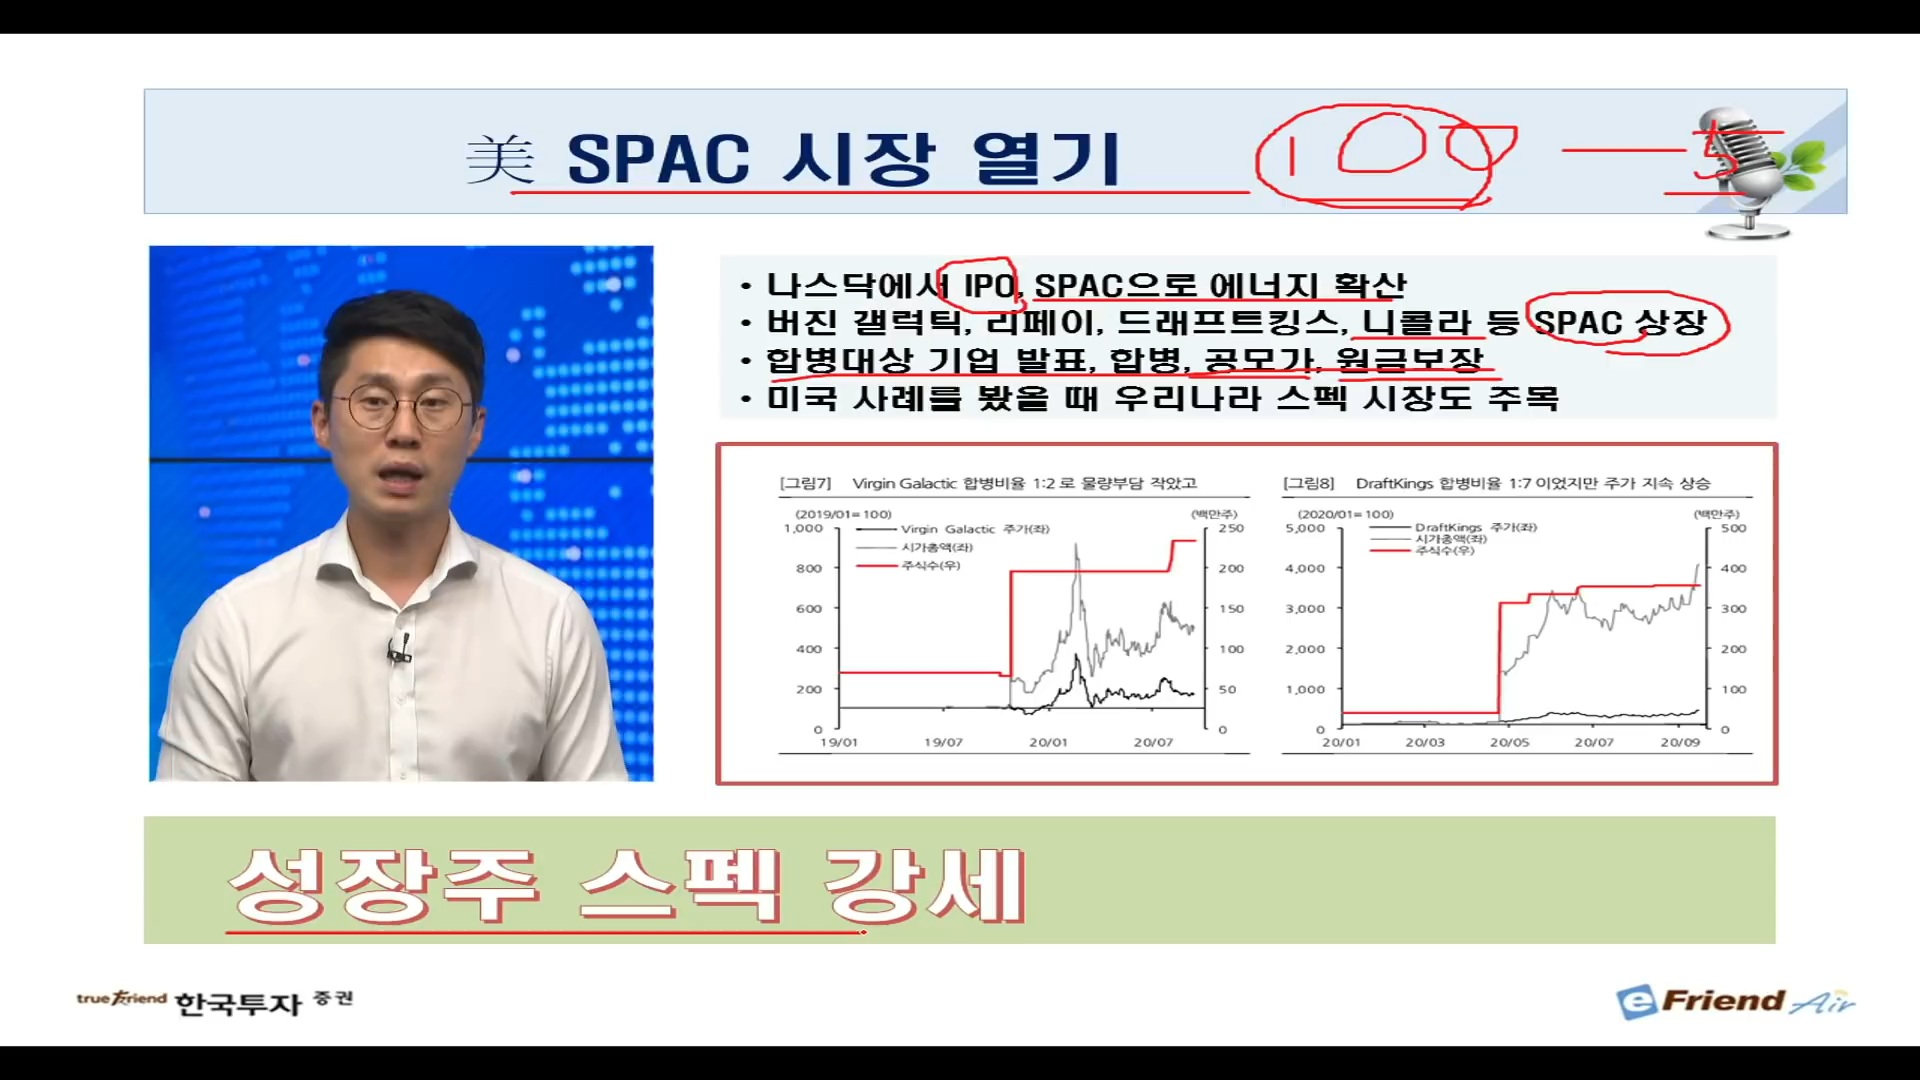 美 SPAC 시장 열기
100 — 5
• 나스닥에서 IPO, SPAC으로 에너지 확산
• 버진 갤럭틱, 리페이, 드래프트킹스, 니콜라 등 SPAC 상장
• 합병대상 기업 발표, 합병, 공모가, 원금보장
• 미국 사례를 봤을 때 우리나라 스펙 시장도 주목
[그림7] Virgin Galactic 합병비율 1:2 로 물량부담 작았고
(2019/01=100) (백만주)
Virgin Galactic 주가(좌)
시가총액(좌)
주식수(우)
1,000
800
600
400
200
0
250
200
150
100
50
0
19/01 19/07 20/01 20/07
[그림8] DraftKings 합병비율 1:7 이었지만 주가 지속 상승
(2020/01=100) (백만주)
DraftKings 주가(좌)
시가총액(좌)
주식수(우)
5,000
4,000
3,000
2,000
1,000
0
500
400
300
200
100
0
20/01 20/03 20/05 20/07 20/09
성장주 스펙 강세
true friend 한국투자 증권
eFriend Air